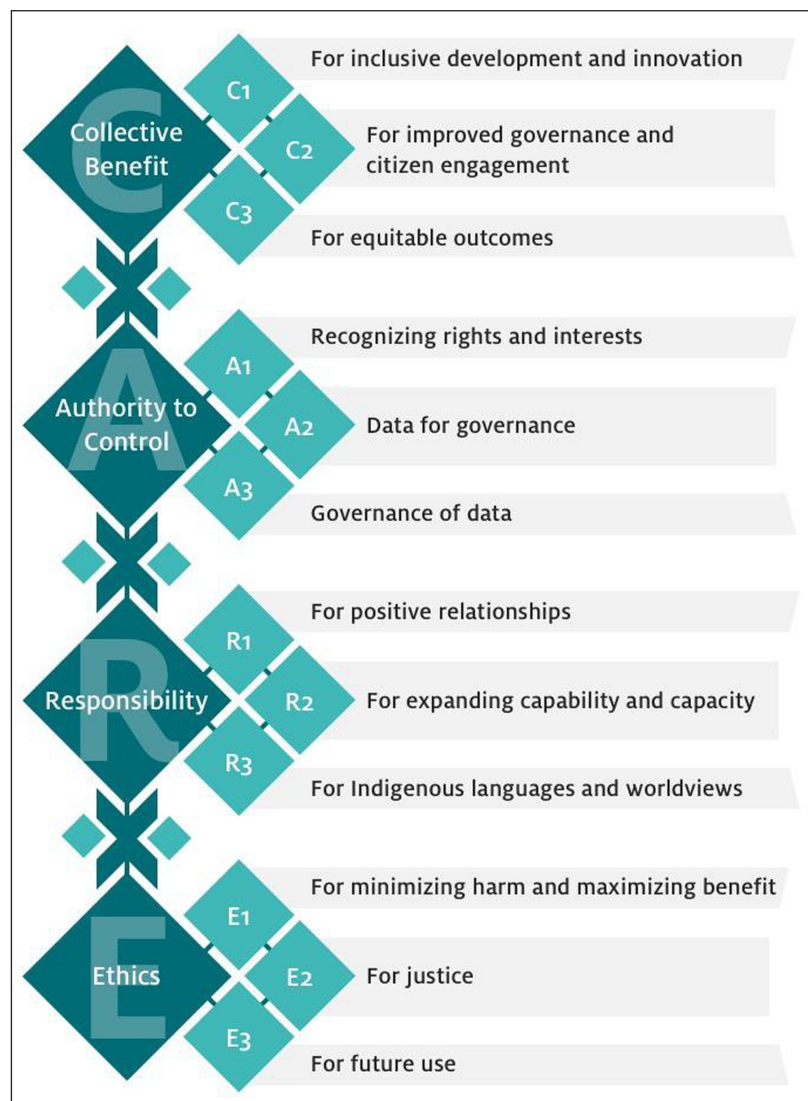 C
Collective
Benefit
C1
For inclusive development and innovation
C2
For improved governance and
citizen engagement
C3
For equitable outcomes
A
Authority to
Control
A1
Recognizing rights and interests
A2
Data for governance
A3
Governance of data
R
Responsibility
R1
For positive relationships
R2
For expanding capability and capacity
R3
For Indigenous languages and worldviews
E
Ethics
E1
For minimizing harm and maximizing benefit
E2
For justice
E3
For future use